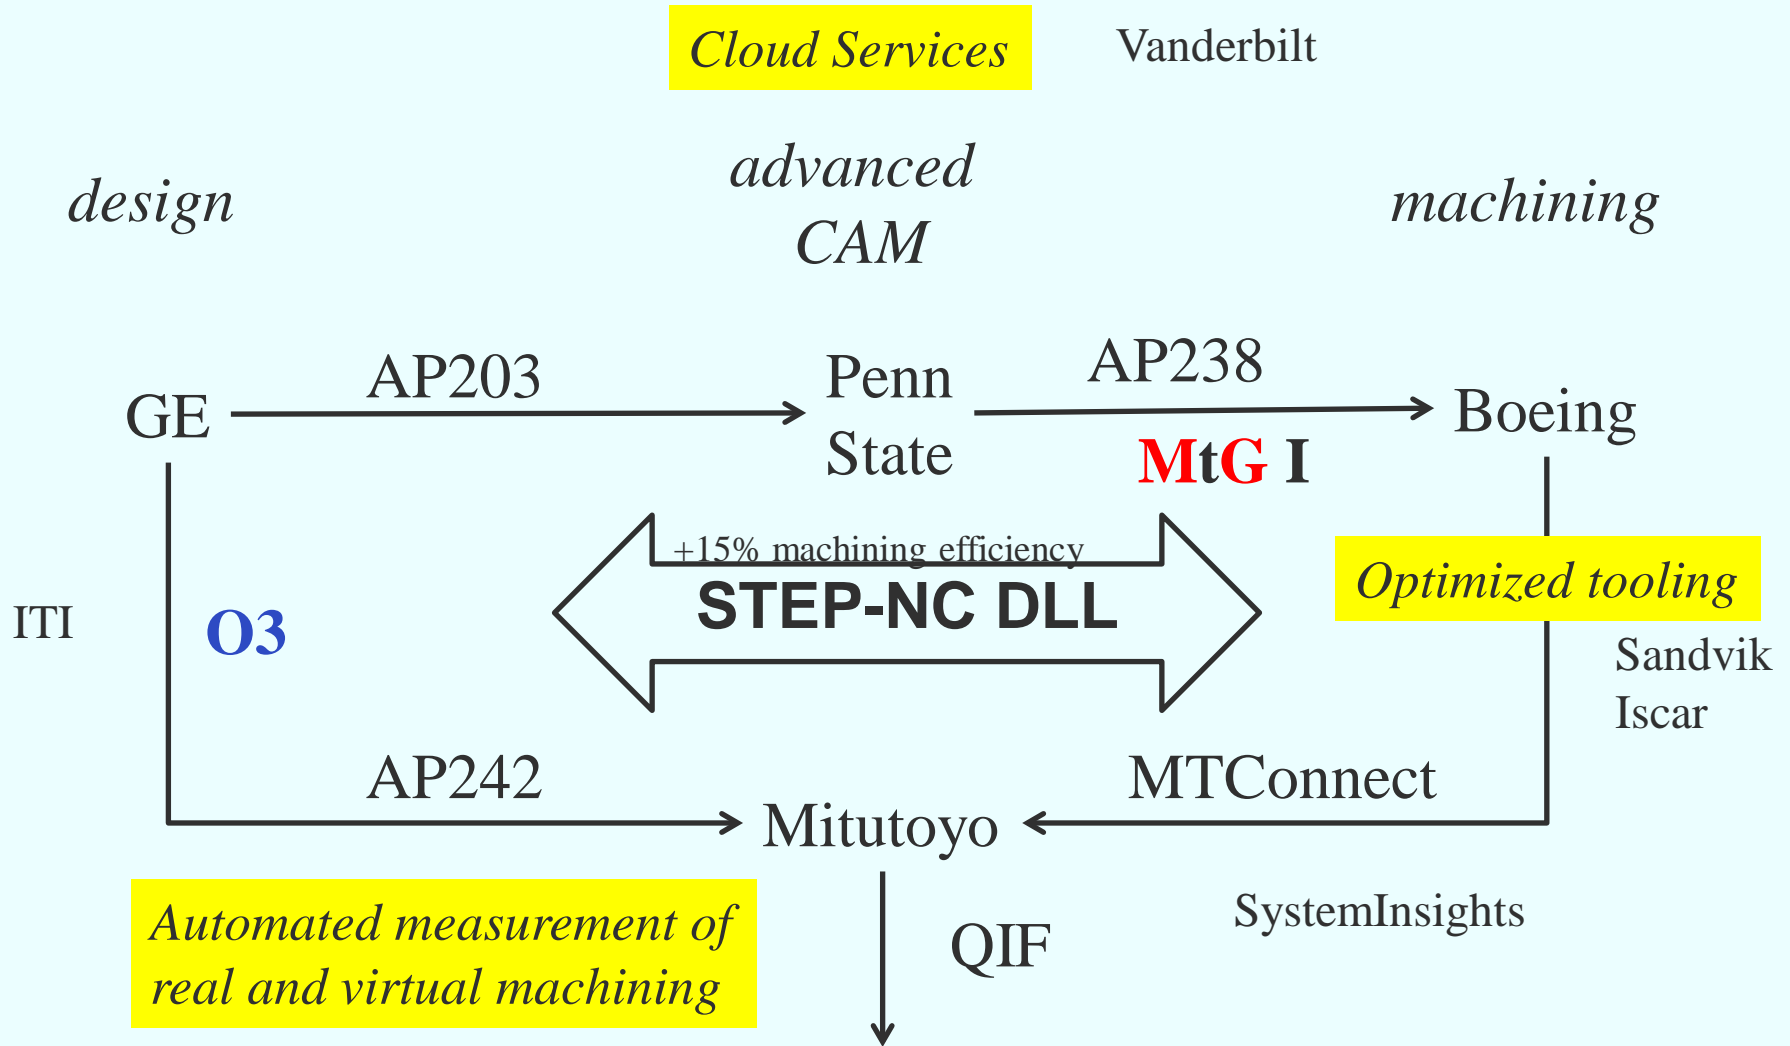 Cloud Services
Vanderbilt
design
advanced
CAM
machining
AP203
Penn
State
AP238
GE
Boeing
MtG I
+15% machining efficiency
STEP-NC DLL
Optimized tooling
ITI
O3
Sandvik
Iscar
AP242
MTConnect
Mitutoyo
Automated measurement of
real and virtual machining
QIF
SystemInsights